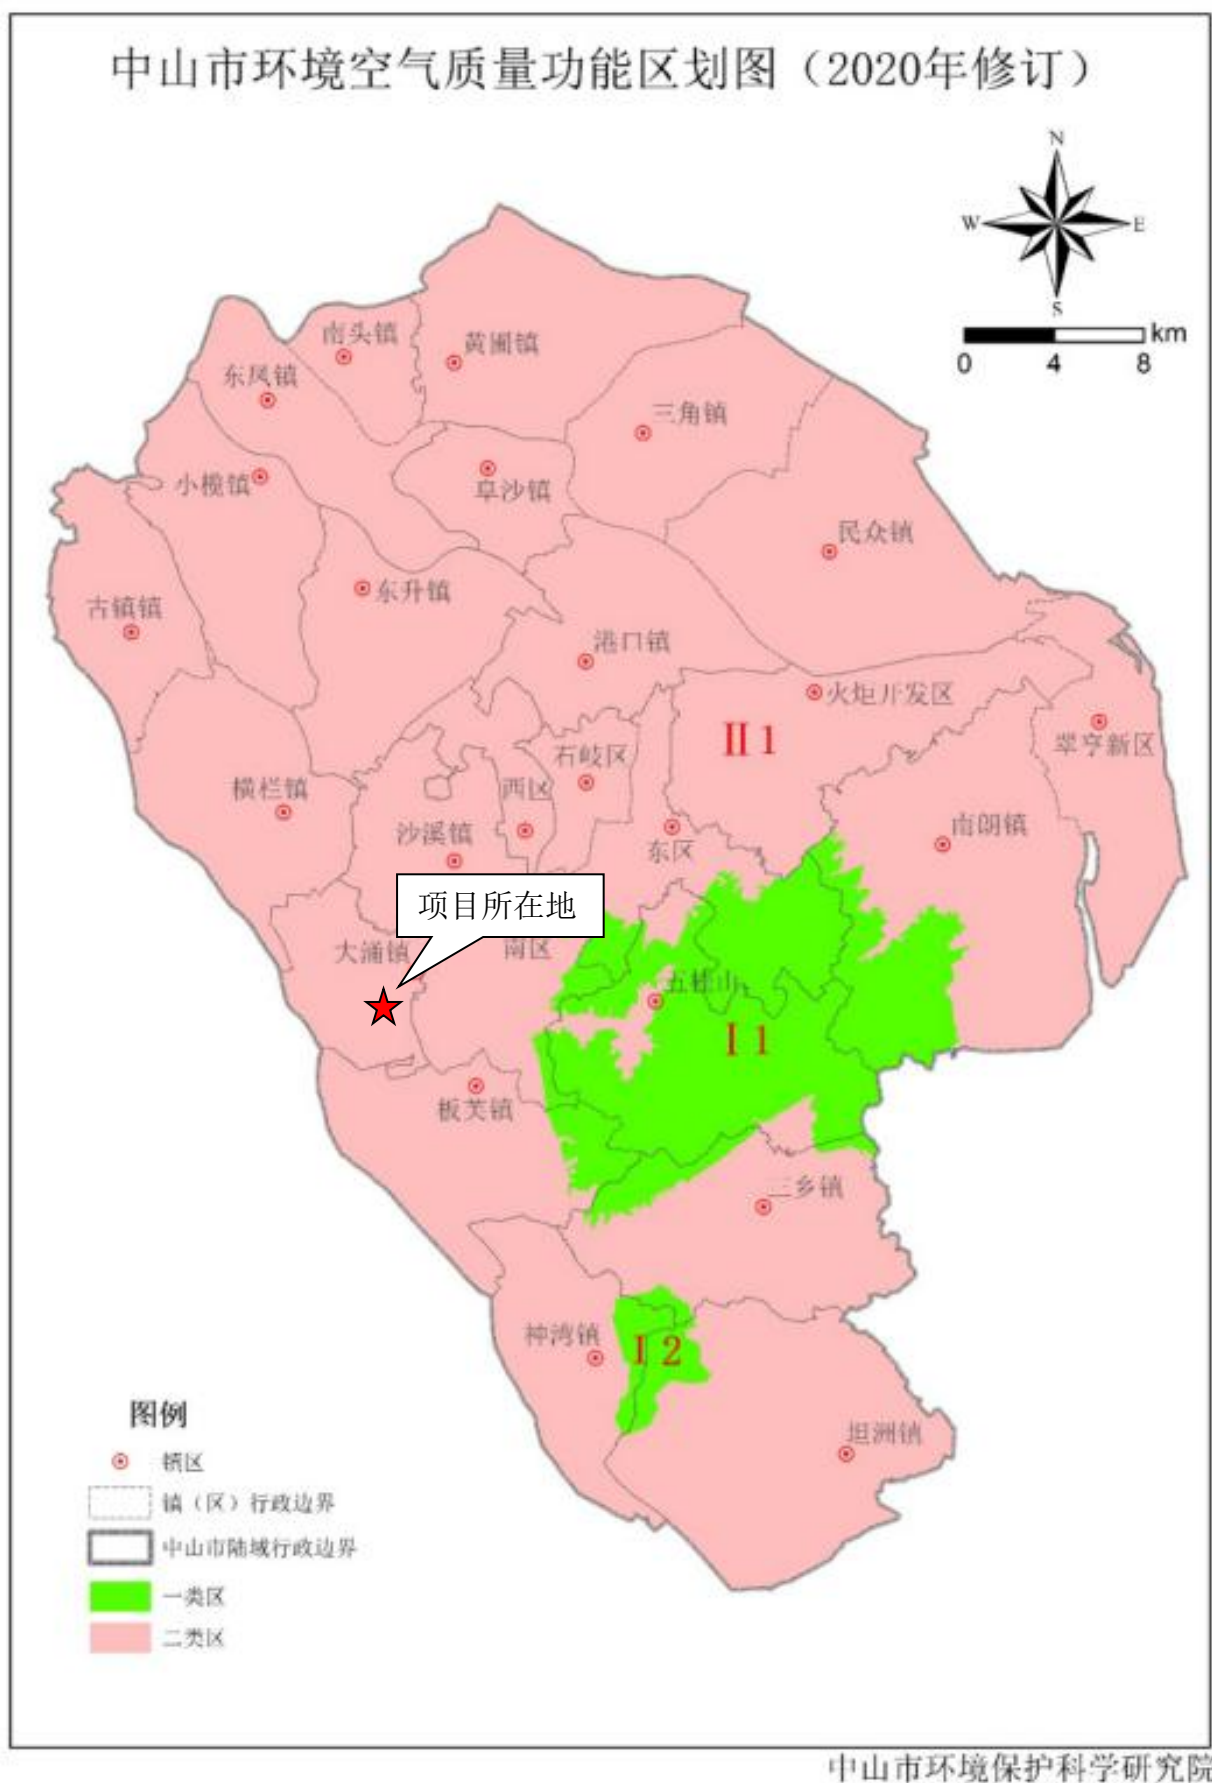 中山市环境空气质量功能区划图（2020年修订）
N
W
E
S
km
0 4 8
南头镇
黄圃镇
东凤镇
三角镇
小榄镇
阜沙镇
民众镇
东升镇
古镇镇
港口镇
火炬开发区
II 1
翠亨新区
石岐区
横栏镇
西区
沙溪镇
南朗镇
东区
项目所在地
大涌镇
南区
五桂山
I 1
板芙镇
三乡镇
神湾镇
I 2
坦洲镇
图例
镇区
镇（区）行政边界
中山市陆域行政边界
一类区
二类区
中山市环境保护科学研究院